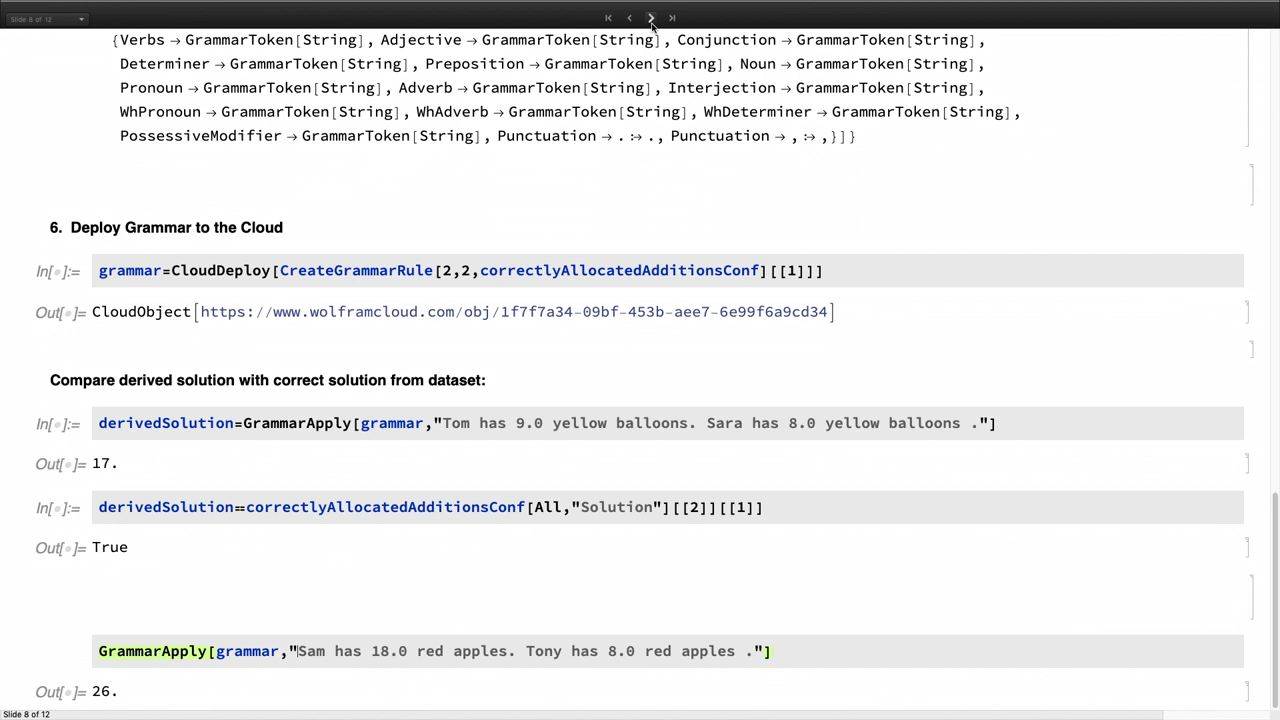 Slide 8 of 12
{Verbs → GrammarToken[String], Adjective → GrammarToken[String], Conjunction → GrammarToken[String],
Determiner → GrammarToken[String], Preposition → GrammarToken[String], Noun → GrammarToken[String],
Pronoun → GrammarToken[String], Adverb → GrammarToken[String], Interjection → GrammarToken[String],
WhPronoun → GrammarToken[String], WhAdverb → GrammarToken[String], WhDeterminer → GrammarToken[String],
PossessiveModifier → GrammarToken[String], Punctuation → . :→ ., Punctuation → , :→ ,}]}
6. Deploy Grammar to the Cloud
In[•]:= grammar=CloudDeploy[CreateGrammarRule[2,2,correctlyAllocatedAdditionsConf][[1]]]
Out[•]= CloudObject[https://www.wolframcloud.com/obj/1f7f7a34-09bf-453b-aee7-6e99f6a9cd34]
Compare derived solution with correct solution from dataset:
In[•]:= derivedSolution=GrammarApply[grammar,"Tom has 9.0 yellow balloons. Sara has 8.0 yellow balloons ."]
Out[•]= 17.
In[•]:= derivedSolution==correctlyAllocatedAdditionsConf[All,"Solution"][[2]][[1]]
Out[•]= True
GrammarApply[grammar,"Sam has 18.0 red apples. Tony has 8.0 red apples ."]
Out[•]= 26.
Slide 8 of 12